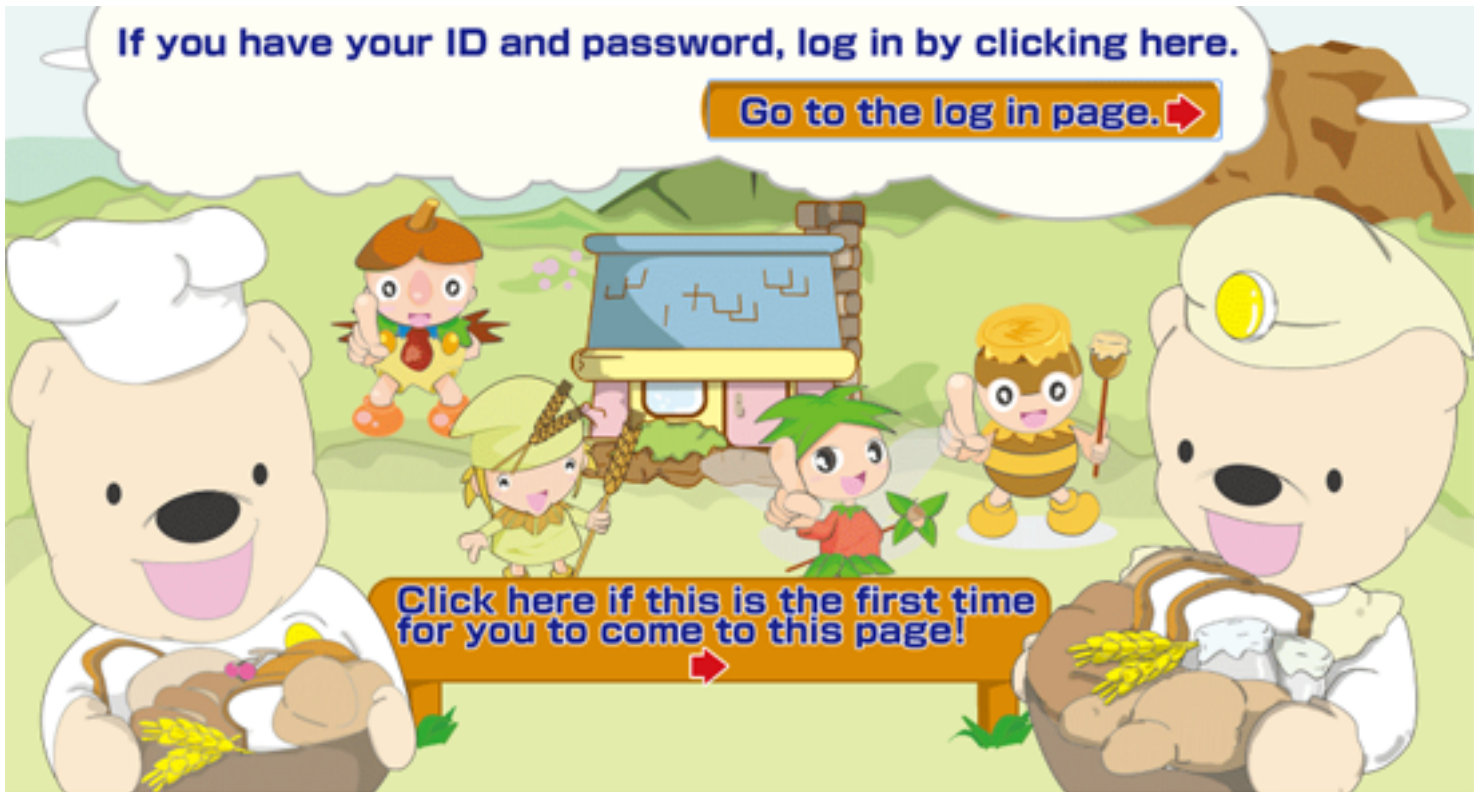 If you have your ID and password, log in by clicking here.
Go to the log in page.
Click here if this is the first time
for you to come to this page!